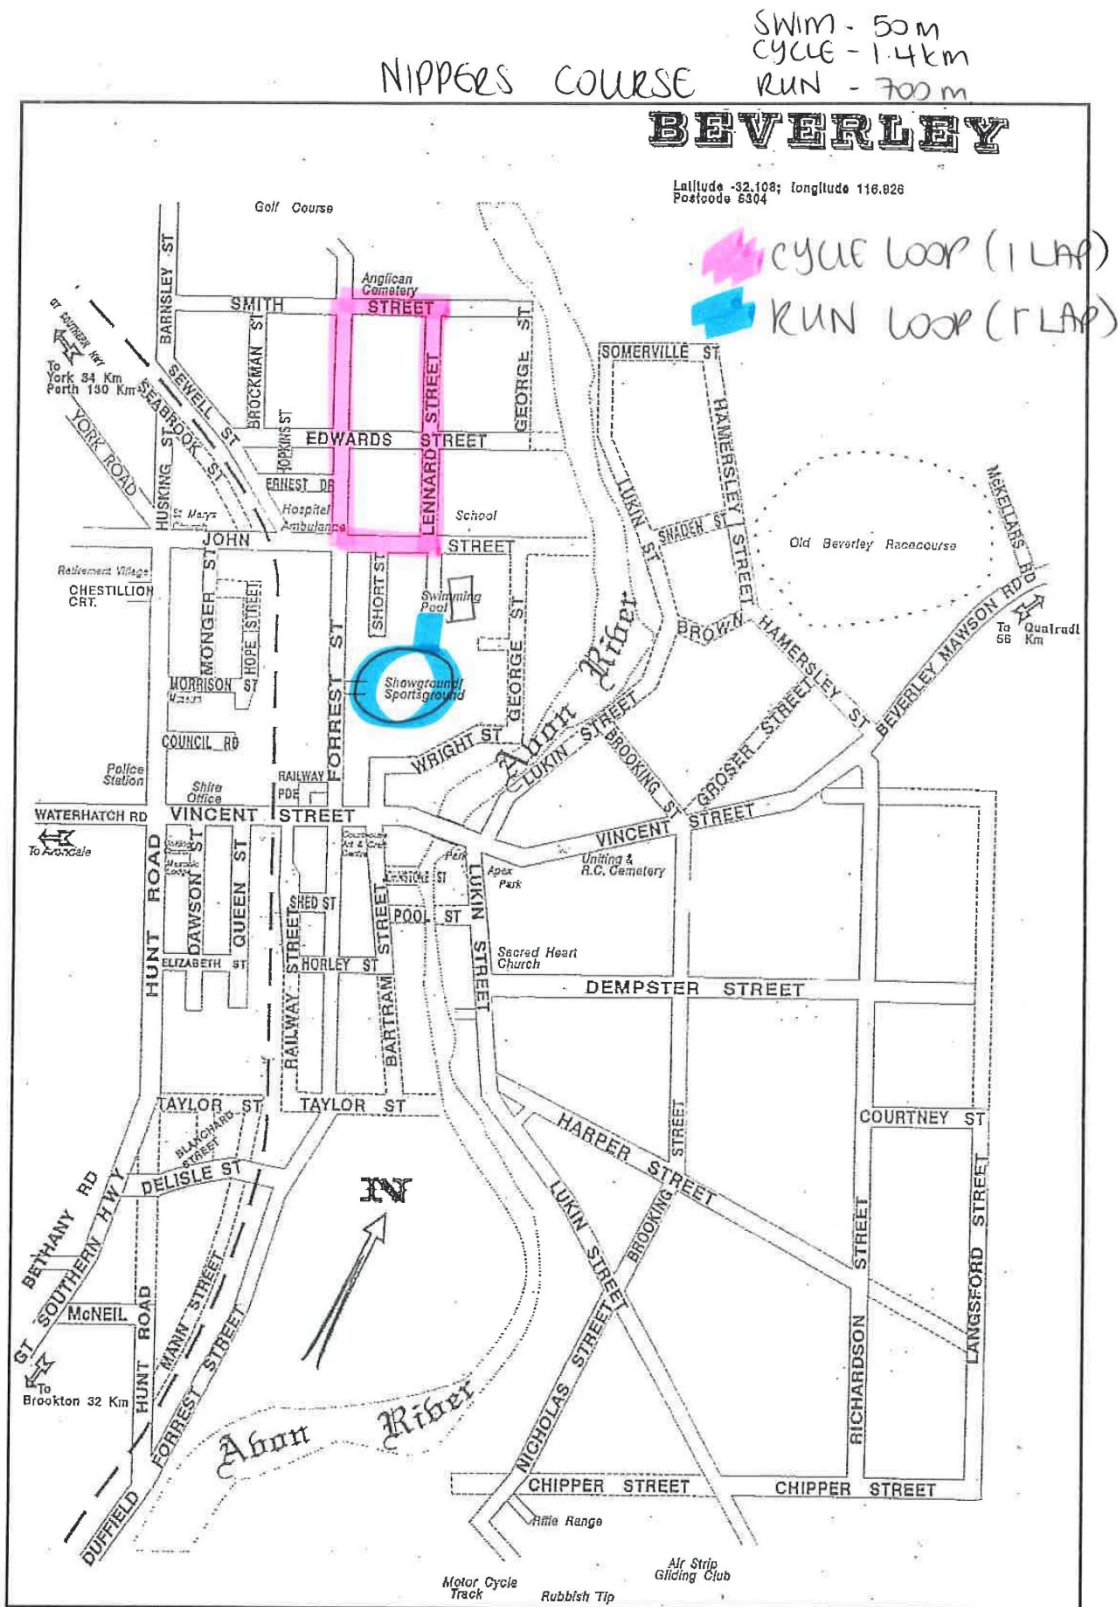 SWIM - 50m
CYCLE - 1.4km
NIPPERS COURSE
RUN - 700m
BEVERLEY
Latitude -32.108; longitude 116.926
Postcode 6304
CYCLE LOOP (1 LAP)
RUN LOOP (1 LAP)
Golf Course
Anglican
Cemetery
BARNSLEY ST
SMITH STREET
GT SOUTHERN HWY
To
York 34 Km
Perth 130 Km
BROCKMAN ST
LENNARD STREET
GEORGE ST
SOMERVILLE ST
SEWELL ST
SEABROOK ST
YORK ROAD
HUSKING ST
HOPKINS ST
EDWARDS STREET
ERNEST DR
HAMERSLEY STREET
LUKIN ST
SNADEN ST
Old Beverley Racecourse
McKELLARS RD
St Marys
Church
Hospital
Ambulance
School
JOHN STREET
Retirement Village
CHESTILLION
CRT.
MONGER ST
HOPE STREET
SHORT ST
Swimming
Pool
GEORGE ST
BROWN
HAMERSLEY ST
BEVERLEY MAWSON RD
To
56 Km
MORRISON ST
FORREST ST
Showground/
Sportsground
Avon River
GROSER STREET
COUNCIL RD
WRIGHT ST
LUKIN STREET
BROOKING ST
Police
Station
Shire
Office
RAILWAY
PDE
WATERHATCH RD
VINCENT STREET
VINCENT STREET
To Avondale
Uniting &
R.C. Cemetery
Park
Apex
Park
HUNT ROAD
DAWSON ST
QUEEN ST
SHED ST
POOL ST
LUKIN STREET
RAILWAY STREET
BARTRAM STREET
ELIZABETH ST
HORLEY ST
Sacred Heart
Church
DEMPSTER STREET
TAYLOR ST
TAYLOR ST
BLANCHARD
STREET
DELISLE ST
COURTNEY ST
HARPER STREET
BROOKING STREET
LUKIN STREET
RICHARDSON STREET
LANGSFORD STREET
N
BETHANY RD
GT SOUTHERN HWY
McNEIL
HUNT ROAD
MANN STREET
FORREST STREET
To
Brookton 32 Km
NICHOLAS STREET
Avon River
DUFFIELD
CHIPPER STREET
CHIPPER STREET
Rifle Range
Air Strip
Gliding Club
Motor Cycle
Track
Rubbish Tip